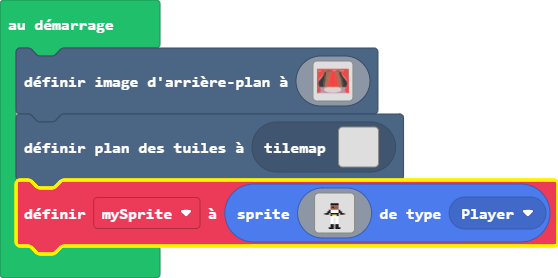 au démarrage
définir image d'arrière-plan à
définir plan des tuiles à tilemap
définir mySprite à sprite de type Player